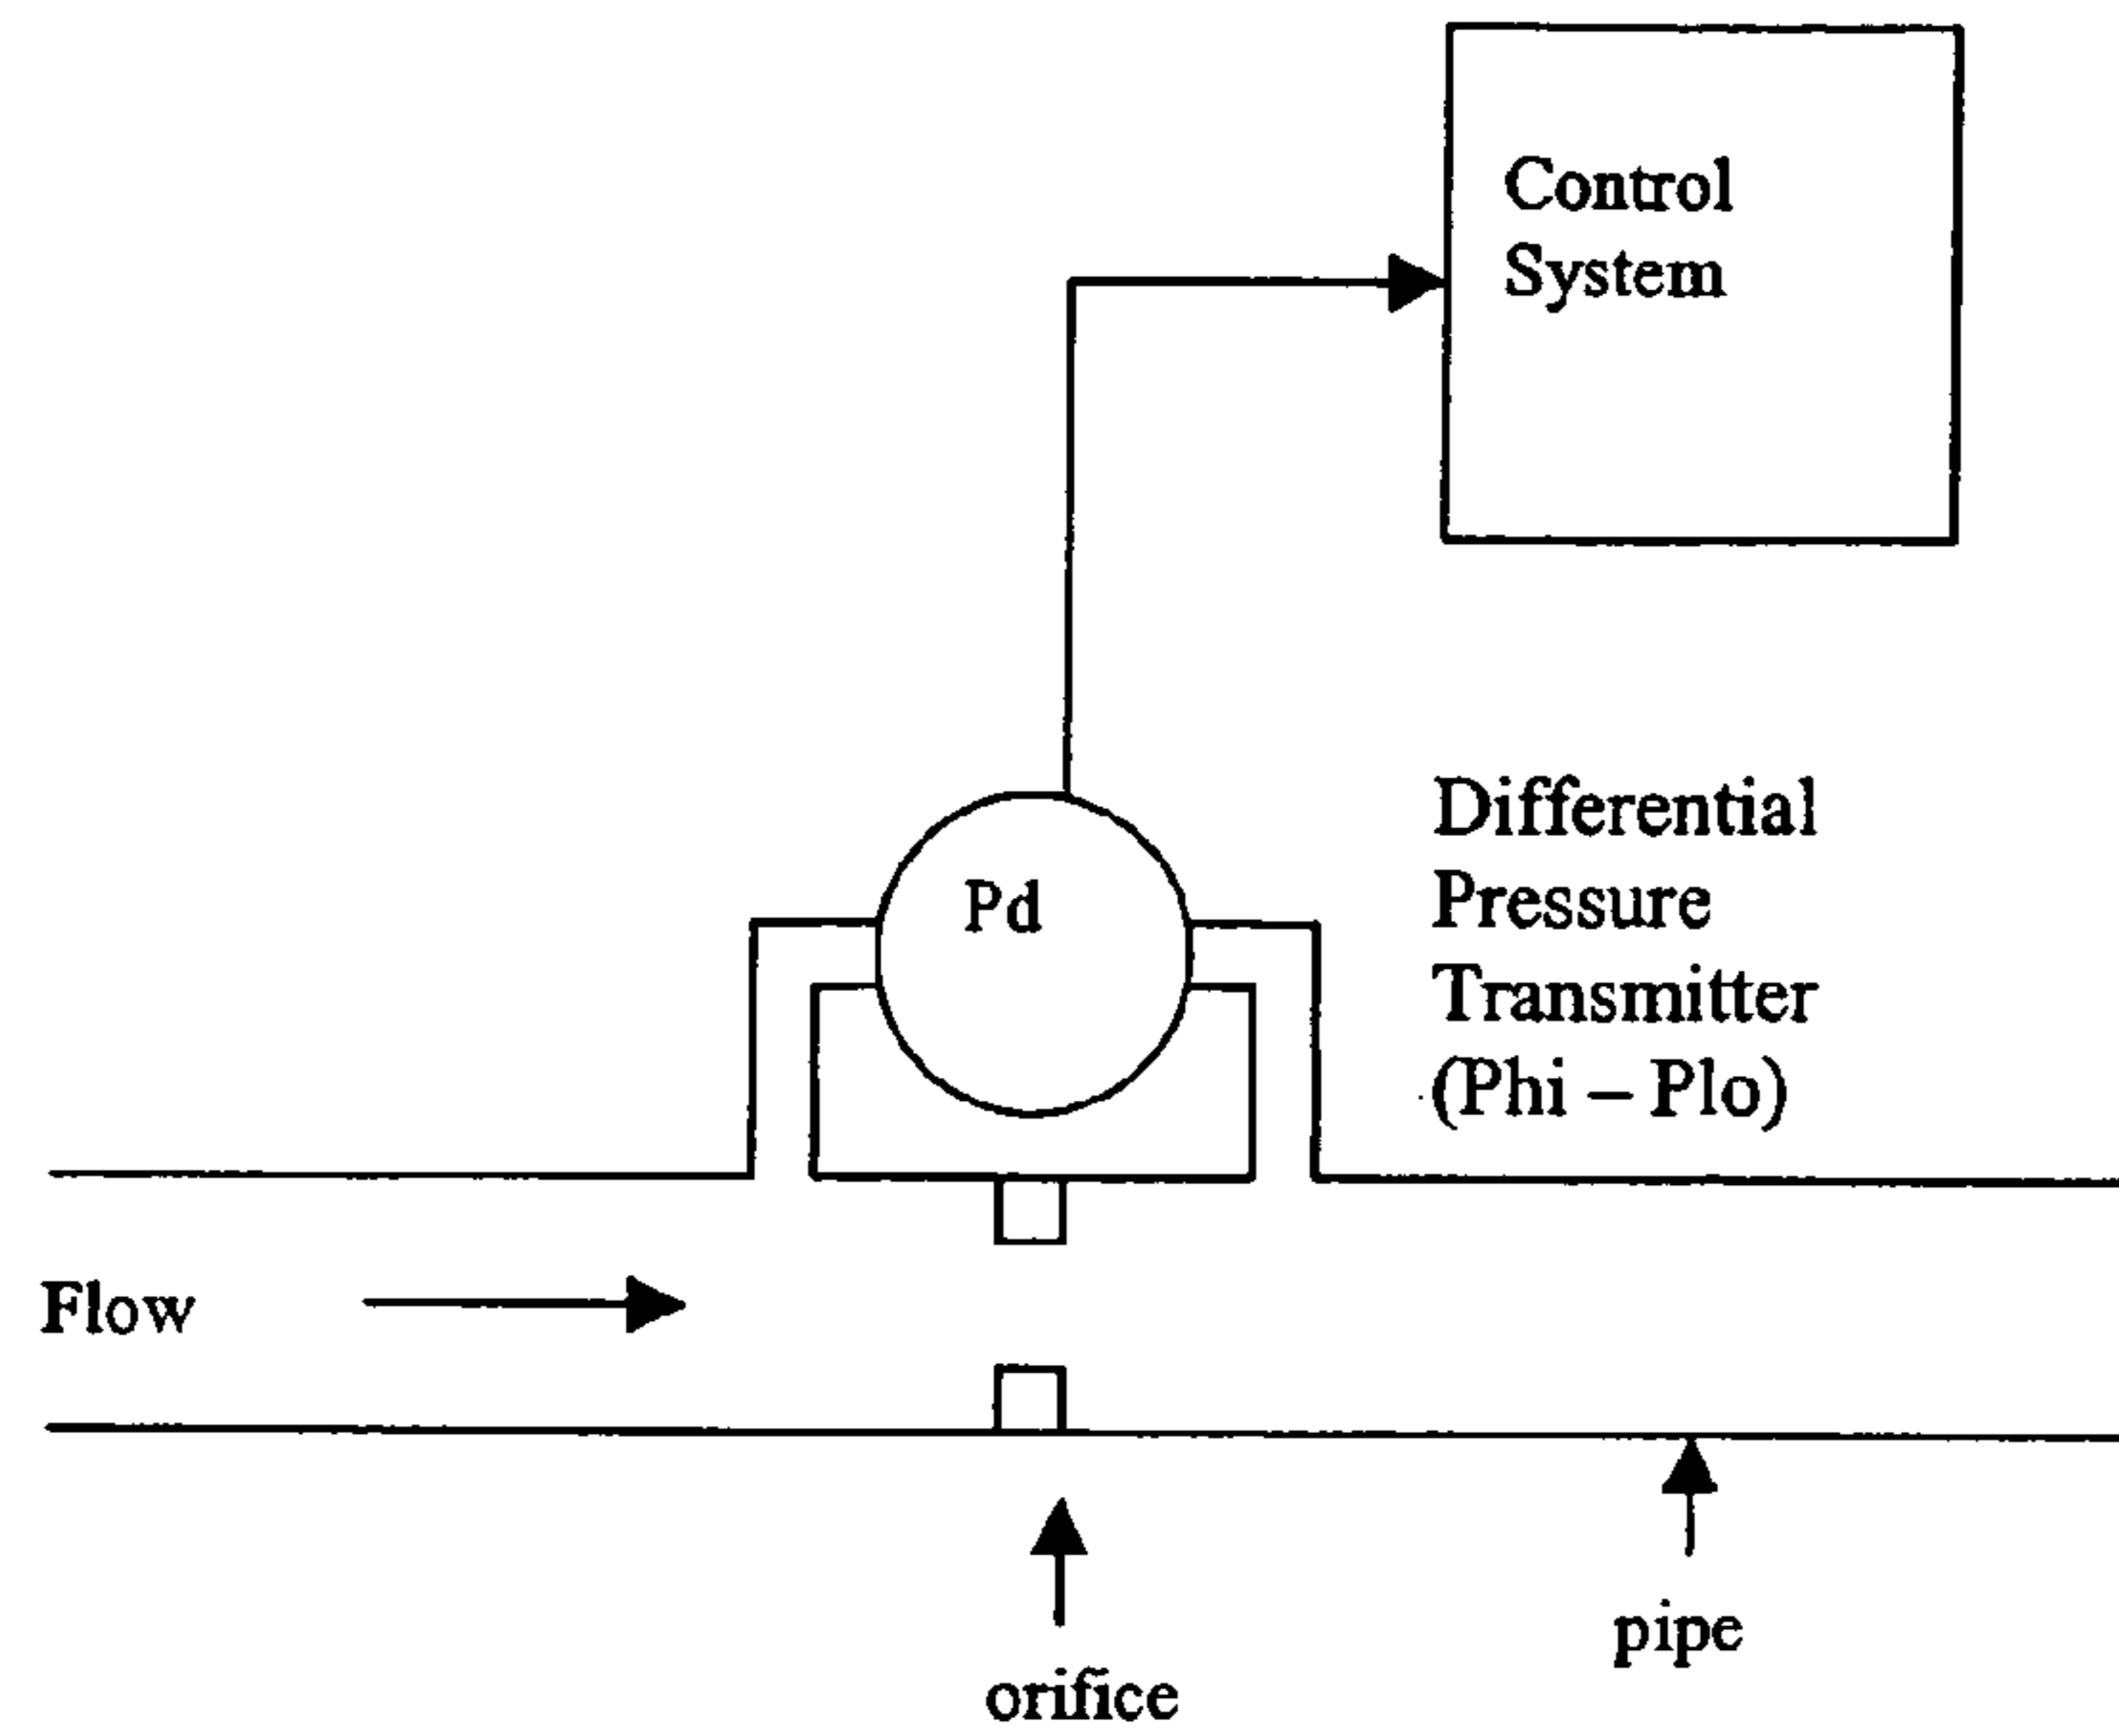 Control
System
Pd
Differential
Pressure
Transmitter
(Phi – Plo)
Flow
pipe
orifice